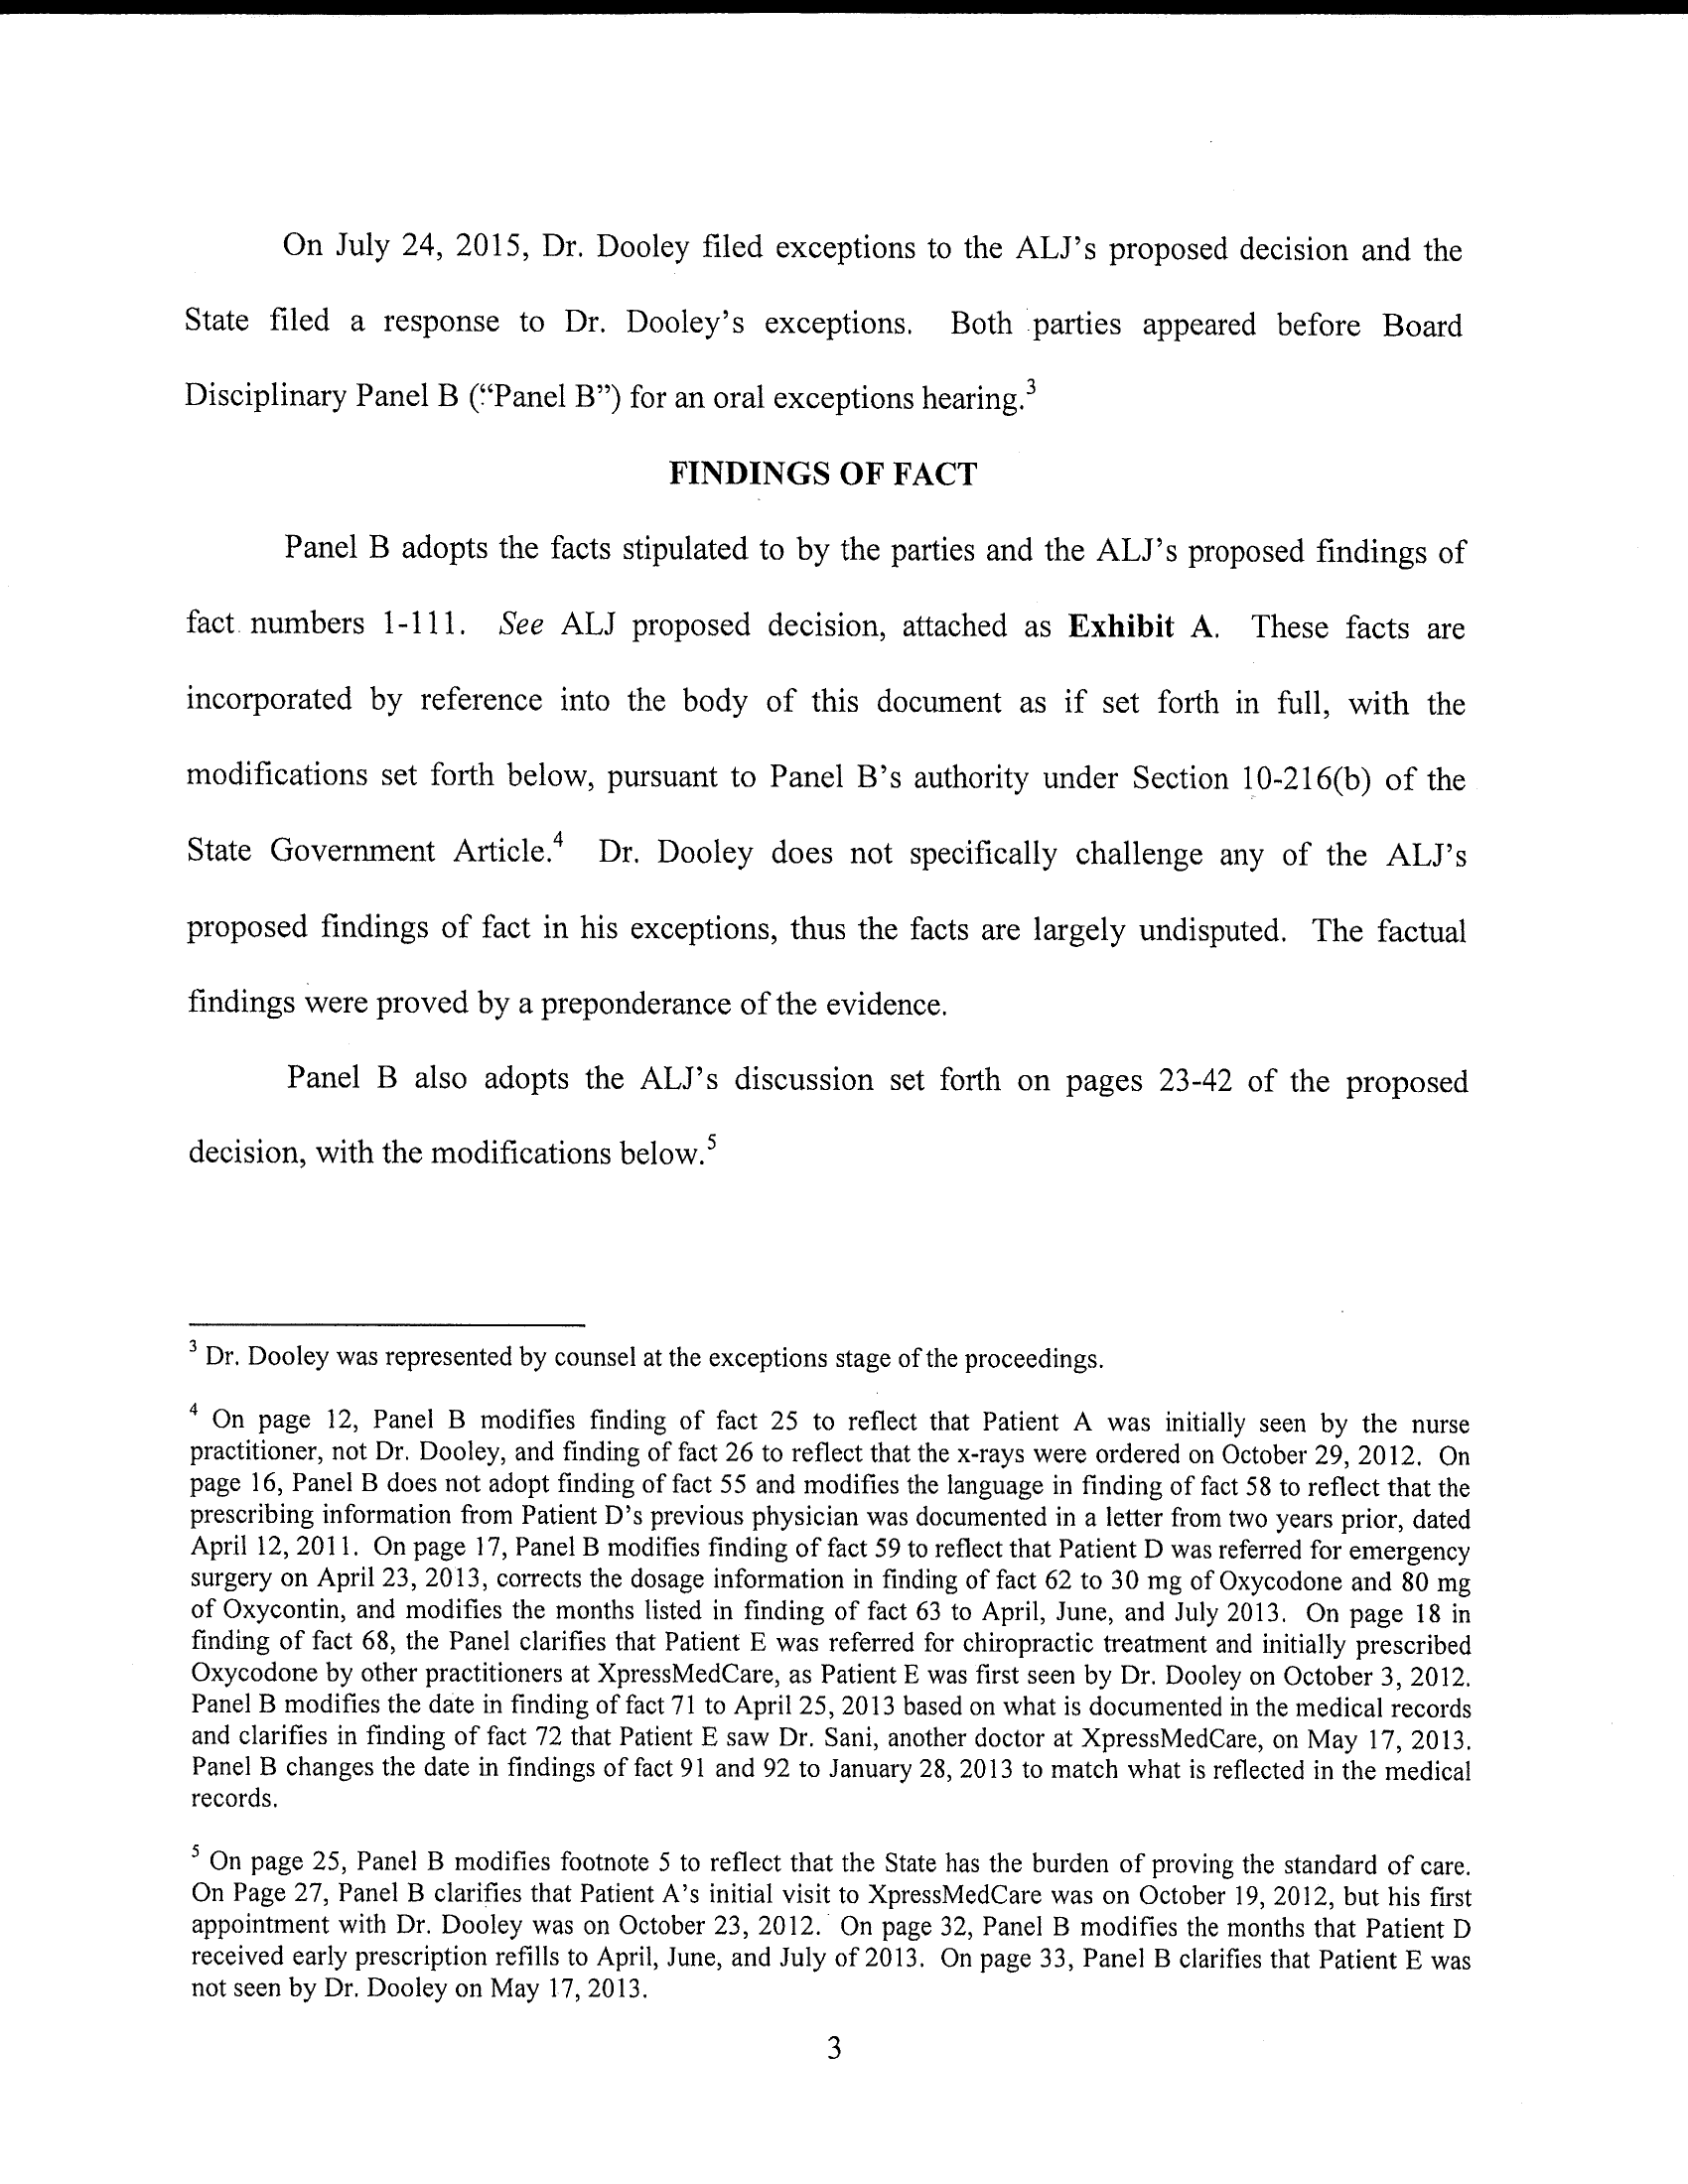 On July 24, 2015, Dr. Dooley filed exceptions to the ALJ's proposed decision and the
State filed a response to Dr. Dooley's exceptions. Both parties appeared before Board
Disciplinary Panel B ("Panel B") for an oral exceptions hearing.3
FINDINGS OF FACT
Panel B adopts the facts stipulated to by the parties and the ALJ's proposed findings of
fact numbers 1-111. See ALJ proposed decision, attached as Exhibit A. These facts are
incorporated by reference into the body of this document as if set forth in full, with the
modifications set forth below, pursuant to Panel B's authority under Section 10-216(b) of the
State Government Article.4 Dr. Dooley does not specifically challenge any of the ALJ's
proposed findings of fact in his exceptions, thus the facts are largely undisputed. The factual
findings were proved by a preponderance of the evidence.
Panel B also adopts the ALJ's discussion set forth on pages 23-42 of the proposed
decision, with the modifications below.5
3 Dr. Dooley was represented by counsel at the exceptions stage of the proceedings.
4 On page 12, Panel B modifies finding of fact 25 to reflect that Patient A was initially seen by the nurse
practitioner, not Dr. Dooley, and finding of fact 26 to reflect that the x-rays were ordered on October 29, 2012. On
page 16, Panel B does not adopt finding of fact 55 and modifies the language in finding of fact 58 to reflect that the
prescribing information from Patient D's previous physician was documented in a letter from two years prior, dated
April 12, 2011. On page 17, Panel B modifies finding of fact 59 to reflect that Patient D was referred for emergency
surgery on April 23, 2013, corrects the dosage information in finding of fact 62 to 30 mg of Oxycodone and 80 mg
of Oxycontin, and modifies the months listed in finding of fact 63 to April, June, and July 2013. On page 18 in
finding of fact 68, the Panel clarifies that Patient E was referred for chiropractic treatment and initially prescribed
Oxycodone by other practitioners at XpressMedCare, as Patient E was first seen by Dr. Dooley on October 3, 2012.
Panel B modifies the date in finding of fact 71 to April 25, 2013 based on what is documented in the medical records
and clarifies in finding of fact 72 that Patient E saw Dr. Sani, another doctor at XpressMedCare, on May 17, 2013.
Panel B changes the date in findings of fact 91 and 92 to January 28, 2013 to match what is reflected in the medical
records.
5 On page 25, Panel B modifies footnote 5 to reflect that the State has the burden of proving the standard of care.
On Page 27, Panel B clarifies that Patient A's initial visit to XpressMedCare was on October 19, 2012, but his first
appointment with Dr. Dooley was on October 23, 2012. On page 32, Panel B modifies the months that Patient D
received early prescription refills to April, June, and July of 2013. On page 33, Panel B clarifies that Patient E was
not seen by Dr. Dooley on May 17, 2013.
3